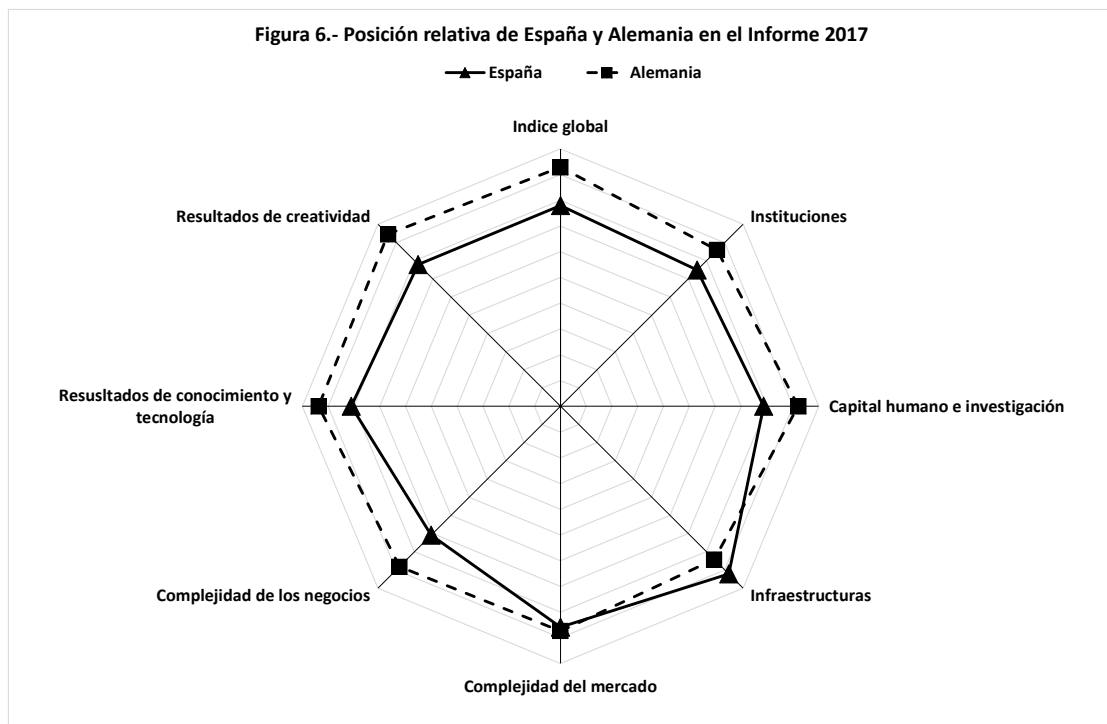 Figura 6.- Posición relativa de España y Alemania en el Informe 2017
España Alemania
Indice global
Resultados de creatividad
Instituciones
Resusltados de conocimiento y
tecnología
Capital humano e investigación
Complejidad de los negocios
Infraestructuras
Complejidad del mercado